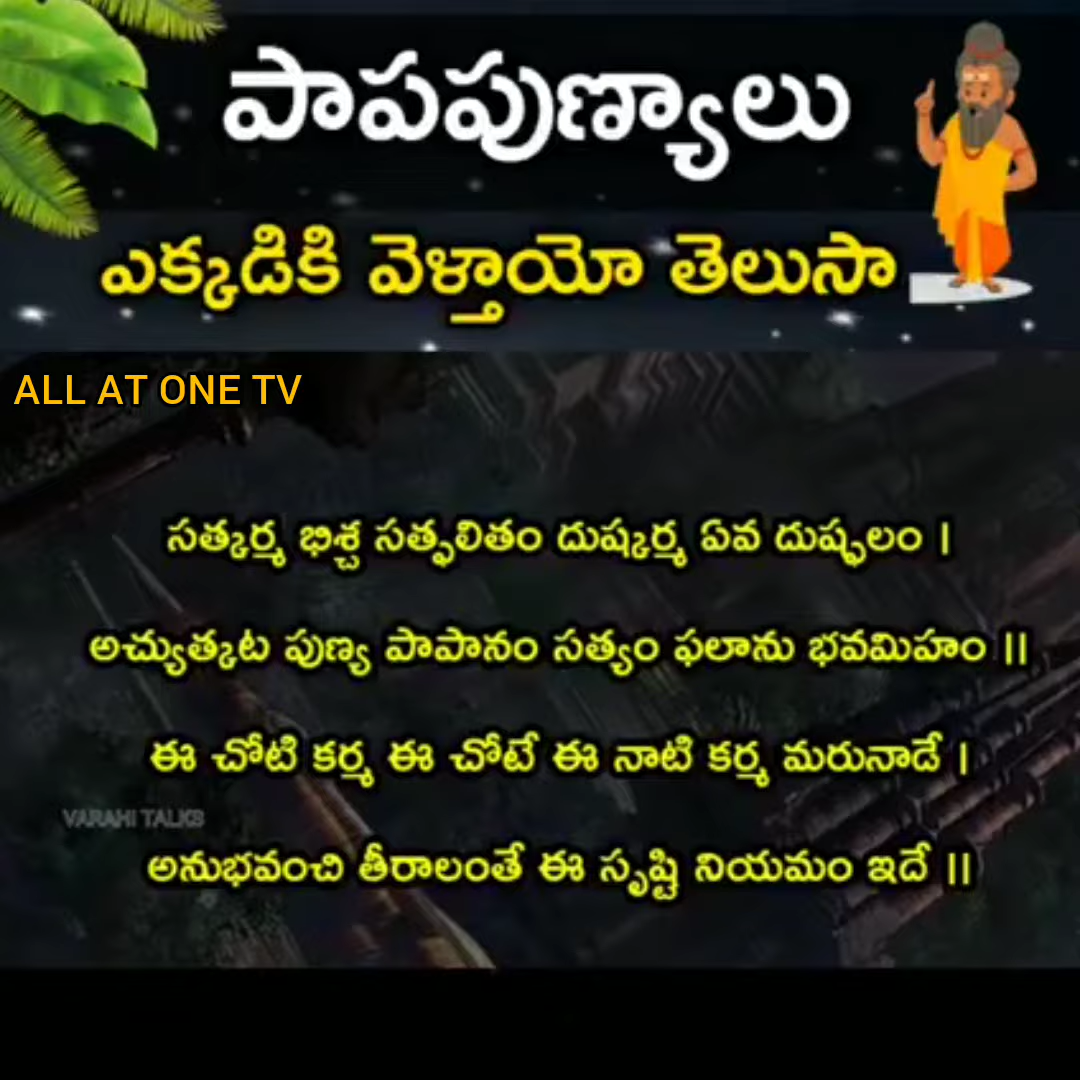 పాపపుణ్యాలు
ఎక్కడికి వెళ్తాయో తెలుసా
ALL AT ONE TV
సత్కర్మ భిశ్చ సత్ఫలితం దుష్కర్మ ఏవ దుష్ఫలం ।
అచ్యుత్కట పుణ్య పాపానం సత్యం ఫలాను భవమిహం ॥
ఈ చోటి కర్మ ఈ చోటే ఈ నాటి కర్మ మరునాడే ।
VARAHI TALKS
అనుభవంచి తీరాలంతే ఈ సృష్టి నియమం ఇదే ॥